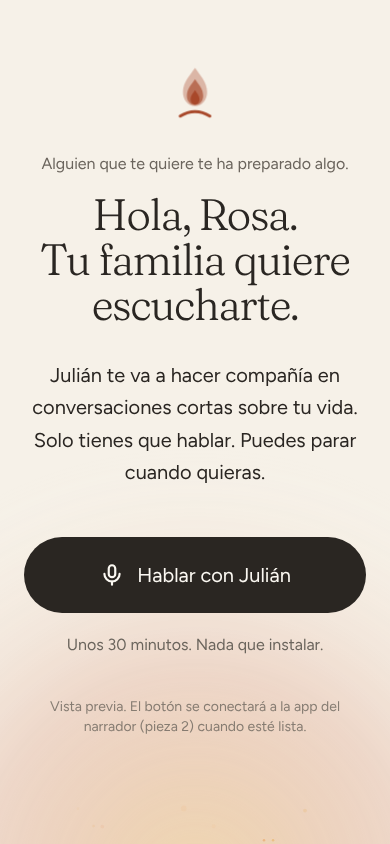 Alguien que te quiere te ha preparado algo.
Hola, Rosa.
Tu familia quiere
escucharte.
Julián te va a hacer compañía en
conversaciones cortas sobre tu vida.
Solo tienes que hablar. Puedes parar
cuando quieras.
Hablar con Julián
Unos 30 minutos. Nada que instalar.
Vista previa. El botón se conectará a la app del
narrador (pieza 2) cuando esté lista.